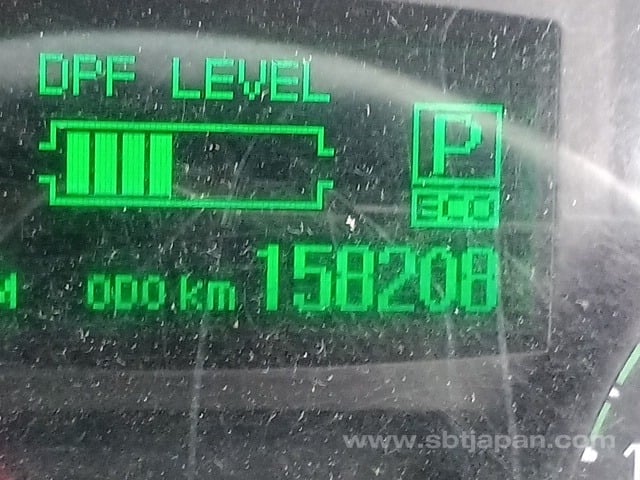 DPF LEVEL
P
ECO
ODO km 158208
www.sbtjapan.com